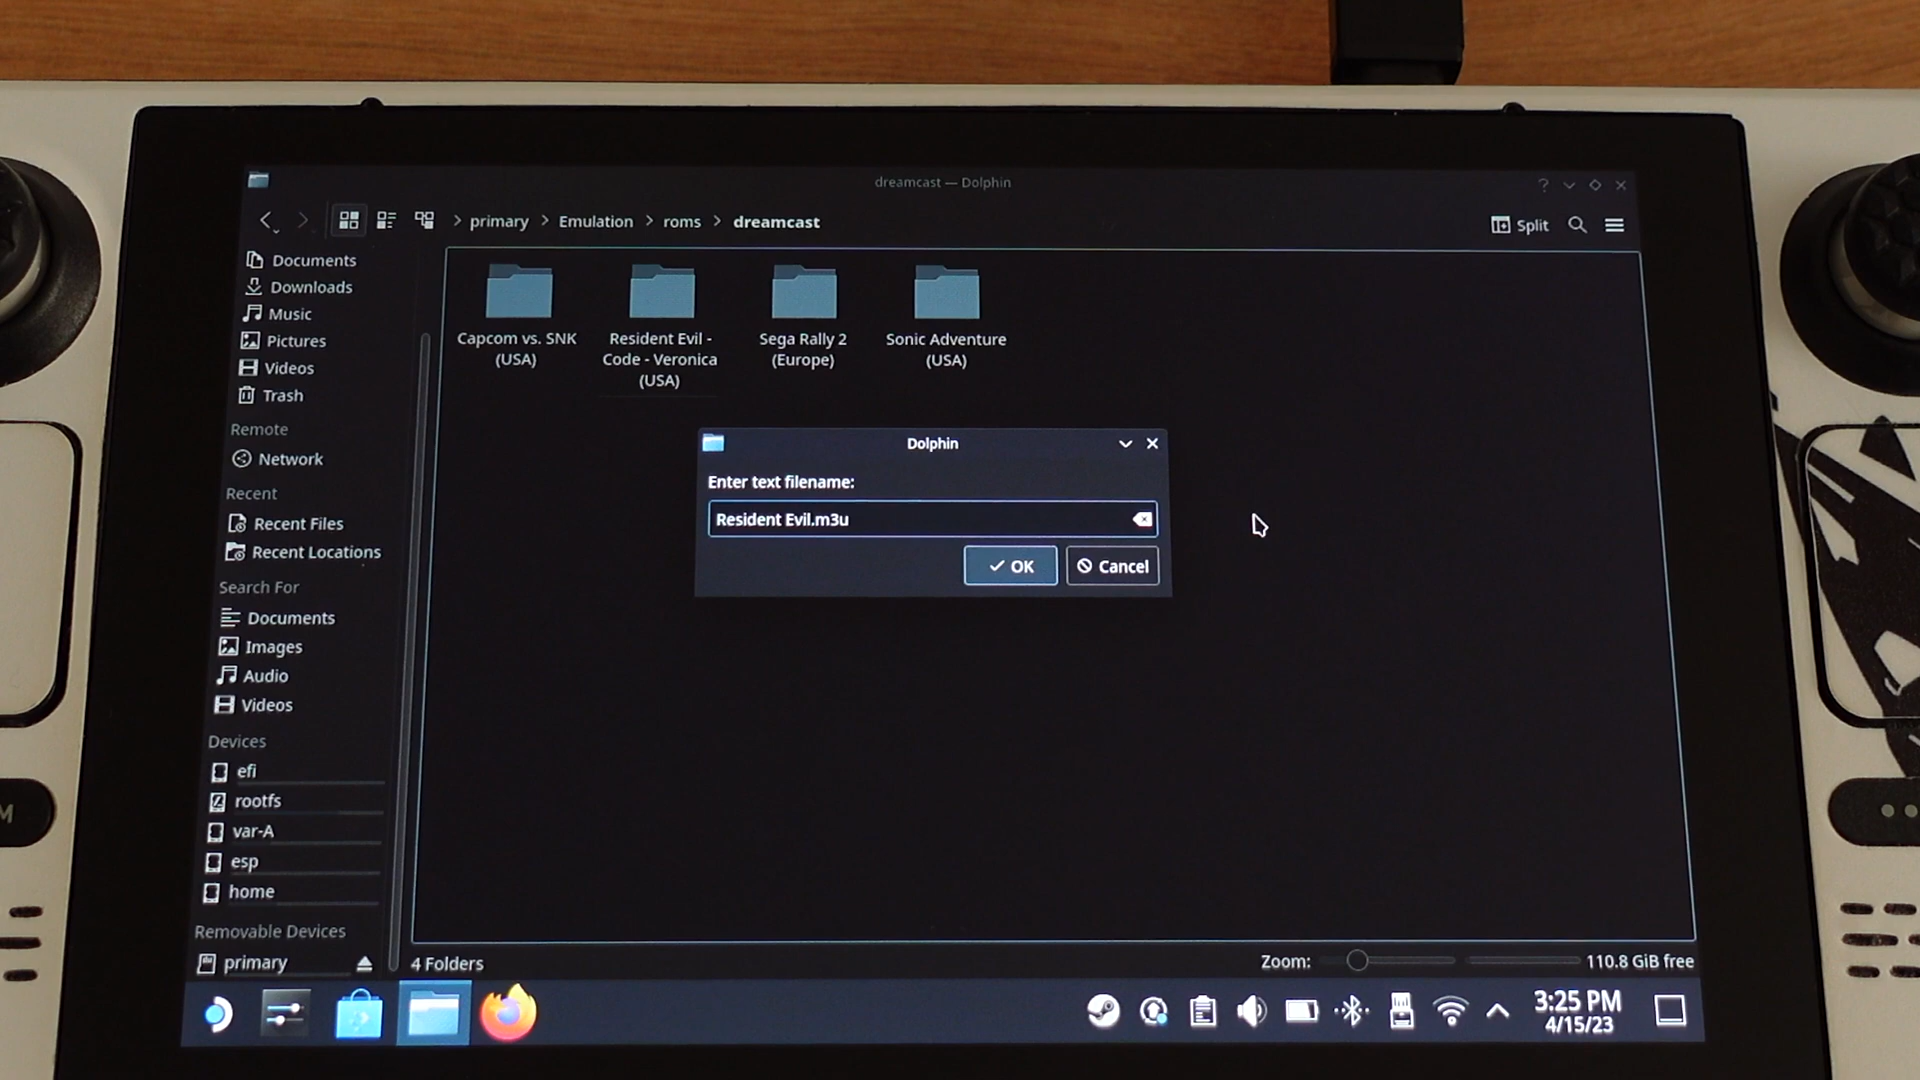 dreamcast — Dolphin
primary > Emulation > roms > dreamcast
Split
Documents
Downloads
Music
Pictures
Videos
Trash
Remote
Network
Recent
Recent Files
Recent Locations
Search For
Documents
Images
Audio
Videos
Devices
efi
rootfs
var-A
esp
home
Removable Devices
primary
Capcom vs. SNK
(USA)
Resident Evil -
Code - Veronica
(USA)
Sega Rally 2
(Europe)
Sonic Adventure
(USA)
Dolphin
Enter text filename:
Resident Evil.m3u
OK
Cancel
4 Folders
Zoom:
110.8 GiB free
3:25 PM
4/15/23
M